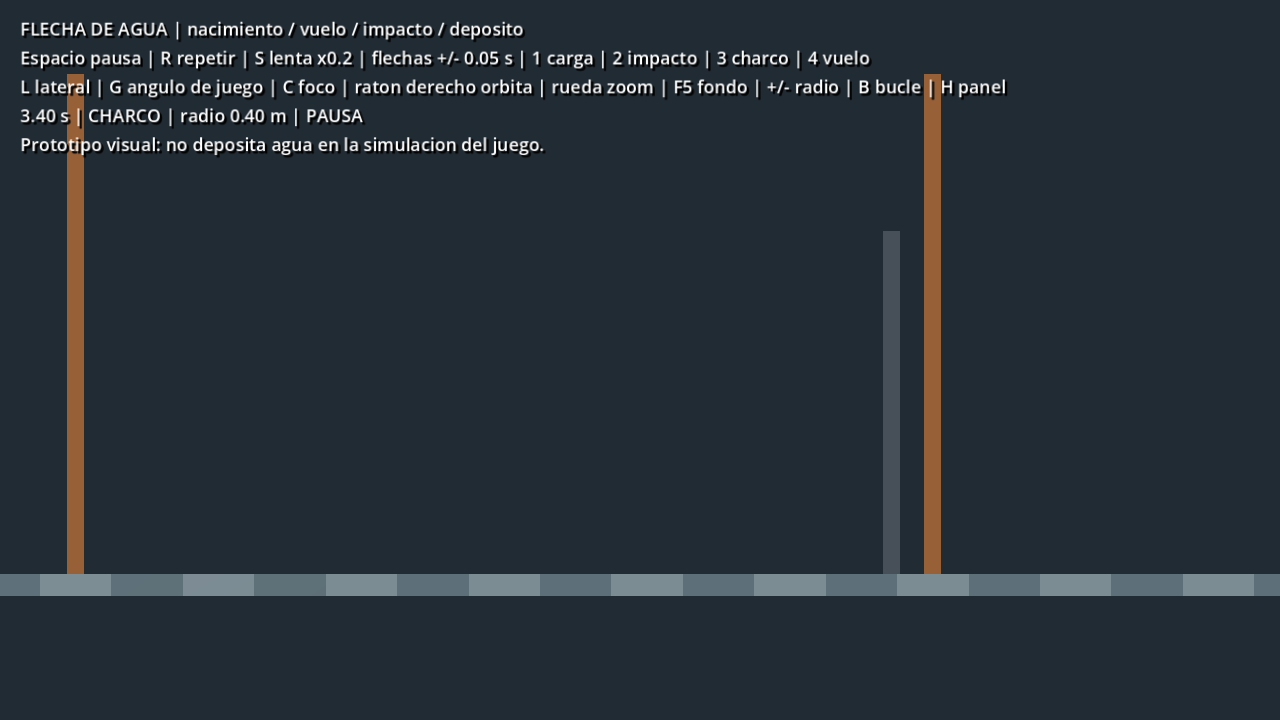 FLECHA DE AGUA | nacimiento / vuelo / impacto / deposito
Espacio pausa | R repetir | S lenta x0.2 | flechas +/- 0.05 s | 1 carga | 2 impacto | 3 charco | 4 vuelo
L lateral | G angulo de juego | C foco | raton derecho orbita | rueda zoom | F5 fondo | +/- radio | B bucle | H panel
3.40 s | CHARCO | radio 0.40 m | PAUSA
Prototipo visual: no deposita agua en la simulacion del juego.